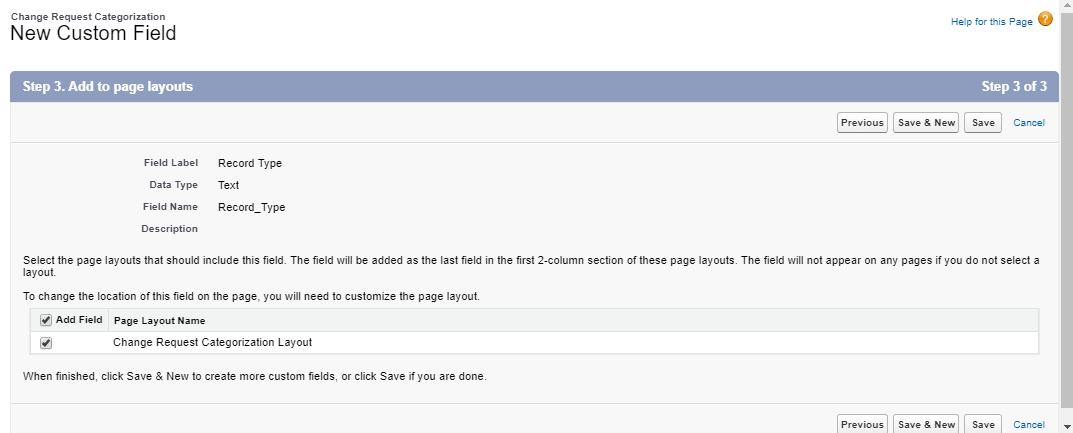 Change Request Categorization
New Custom Field
Help for this Page ?
Step 3. Add to page layouts
Step 3 of 3
Previous Save & New Save Cancel
Field Label Record Type
Data Type Text
Field Name Record_Type
Description
Select the page layouts that should include this field. The field will be added as the last field in the first 2-column section of these page layouts. The field will not appear on any pages if you do not select a
layout.
To change the location of this field on the page, you will need to customize the page layout.
Add Field Page Layout Name
Change Request Categorization Layout
When finished, click Save & New to create more custom fields, or click Save if you are done.
Previous Save & New Save Cancel